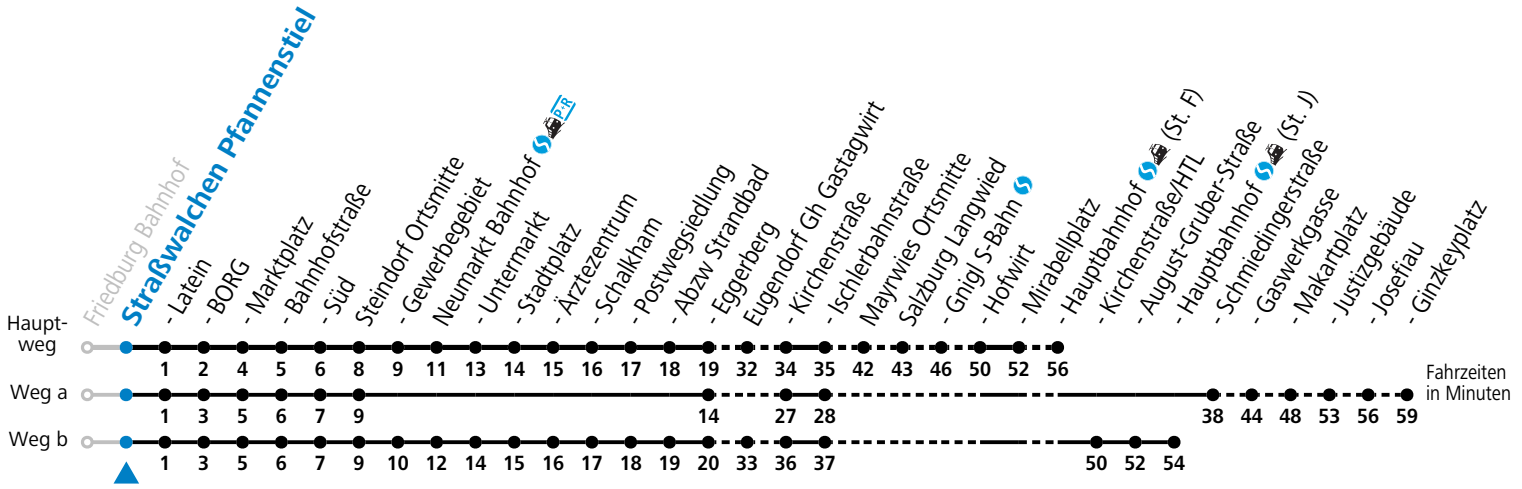 Friedburg Bahnhof
Straßwalchen Pfannenstiel
- Latein
- BORG
- Marktplatz
- Bahnhofstraße
- Süd
Steindorf Ortsmitte
- Gewerbegebiet
Neumarkt Bahnhof P+R
- Untermarkt
- Stadtplatz
- Ärztezentrum
- Schalkham
- Postwegsiedlung
- Abzw Strandbad
- Eggerberg
Eugendorf Gh Gastagwirt
- Kirchenstraße
- Ischlerbahnstraße
Mayrwies Ortsmitte
Salzburg Langwied
- Gnigl S-Bahn
- Hofwirt
- Mirabellplatz
- Hauptbahnhof (St. F)
- Kirchenstraße/HTL
- August-Gruber-Straße
- Hauptbahnhof (St. J)
- Schmiedingerstraße
- Gaswerkgasse
- Makartplatz
- Justizgebäude
- Josefiau
- Ginzkeyplatz
Haupt-
weg
1 2 4 5 6 8 9 11 13 14 15 16 17 18 19 32 34 35 42 43 46 50 52 56
Weg a
1 3 5 6 7 9 14 27 28 38 44 48 53 56 59
Weg b
1 3 5 6 7 9 10 12 14 15 16 17 18 19 20 33 36 37 50 52 54
Fahrzeiten
in Minuten